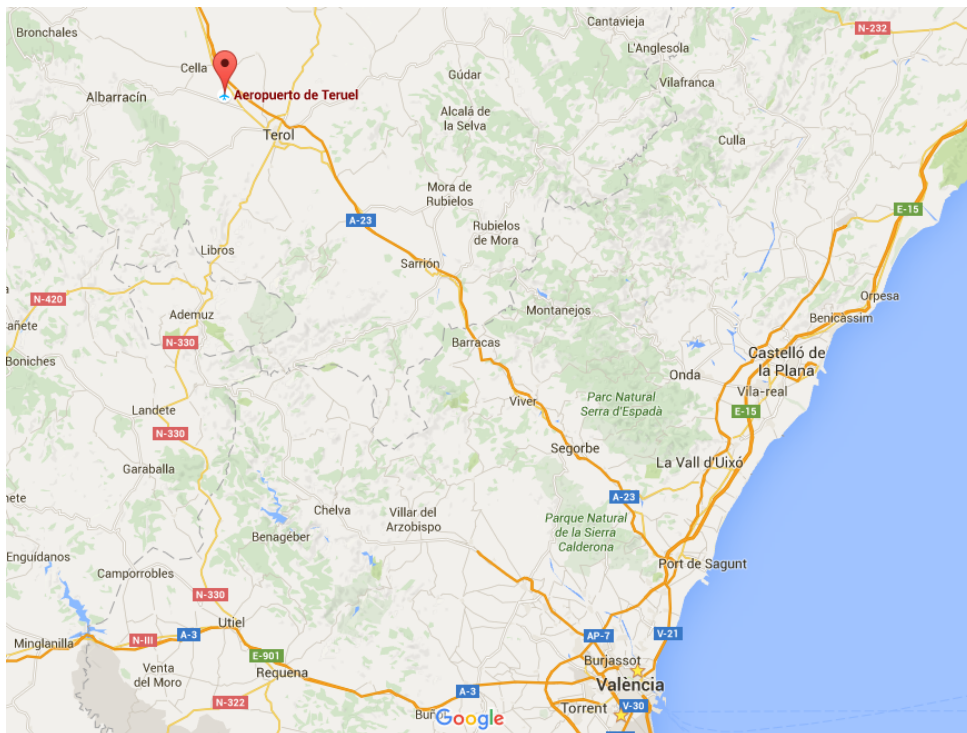 Bronchales
Cantavieja
N-232
L'Anglesola
Cella
Gúdar
Vilafranca
Albarracín
Aeropuerto de Teruel
Alcalá de
la Selva
Terol
Culla
Mora de
Rubielos
E-15
A-23
Rubielos
de Mora
Libros
Sarrión
N-420
Orpesa
Ademuz
Montanejos
Benicàssim
N-330
Barracas
Castelló de
la Plana
Boniches
Onda
Vila-real
Viver
Parc Natural
Serra d'Espadà
Landete
E-15
N-330
Segorbe
La Vall d'Uixó
Garaballa
A-23
Chelva
Villar del
Arzobispo
Parque Natural
de la Sierra
Calderona
Benageber
Enguídanos
Port de Sagunt
Camporrobles
N-330
Utiel
Minglanilla
N-III
A-3
AP-7
V-21
E-901
Burjassot
Venta
del Moro
Requena
València
A-3
N-322
Torrent
V-30
Google